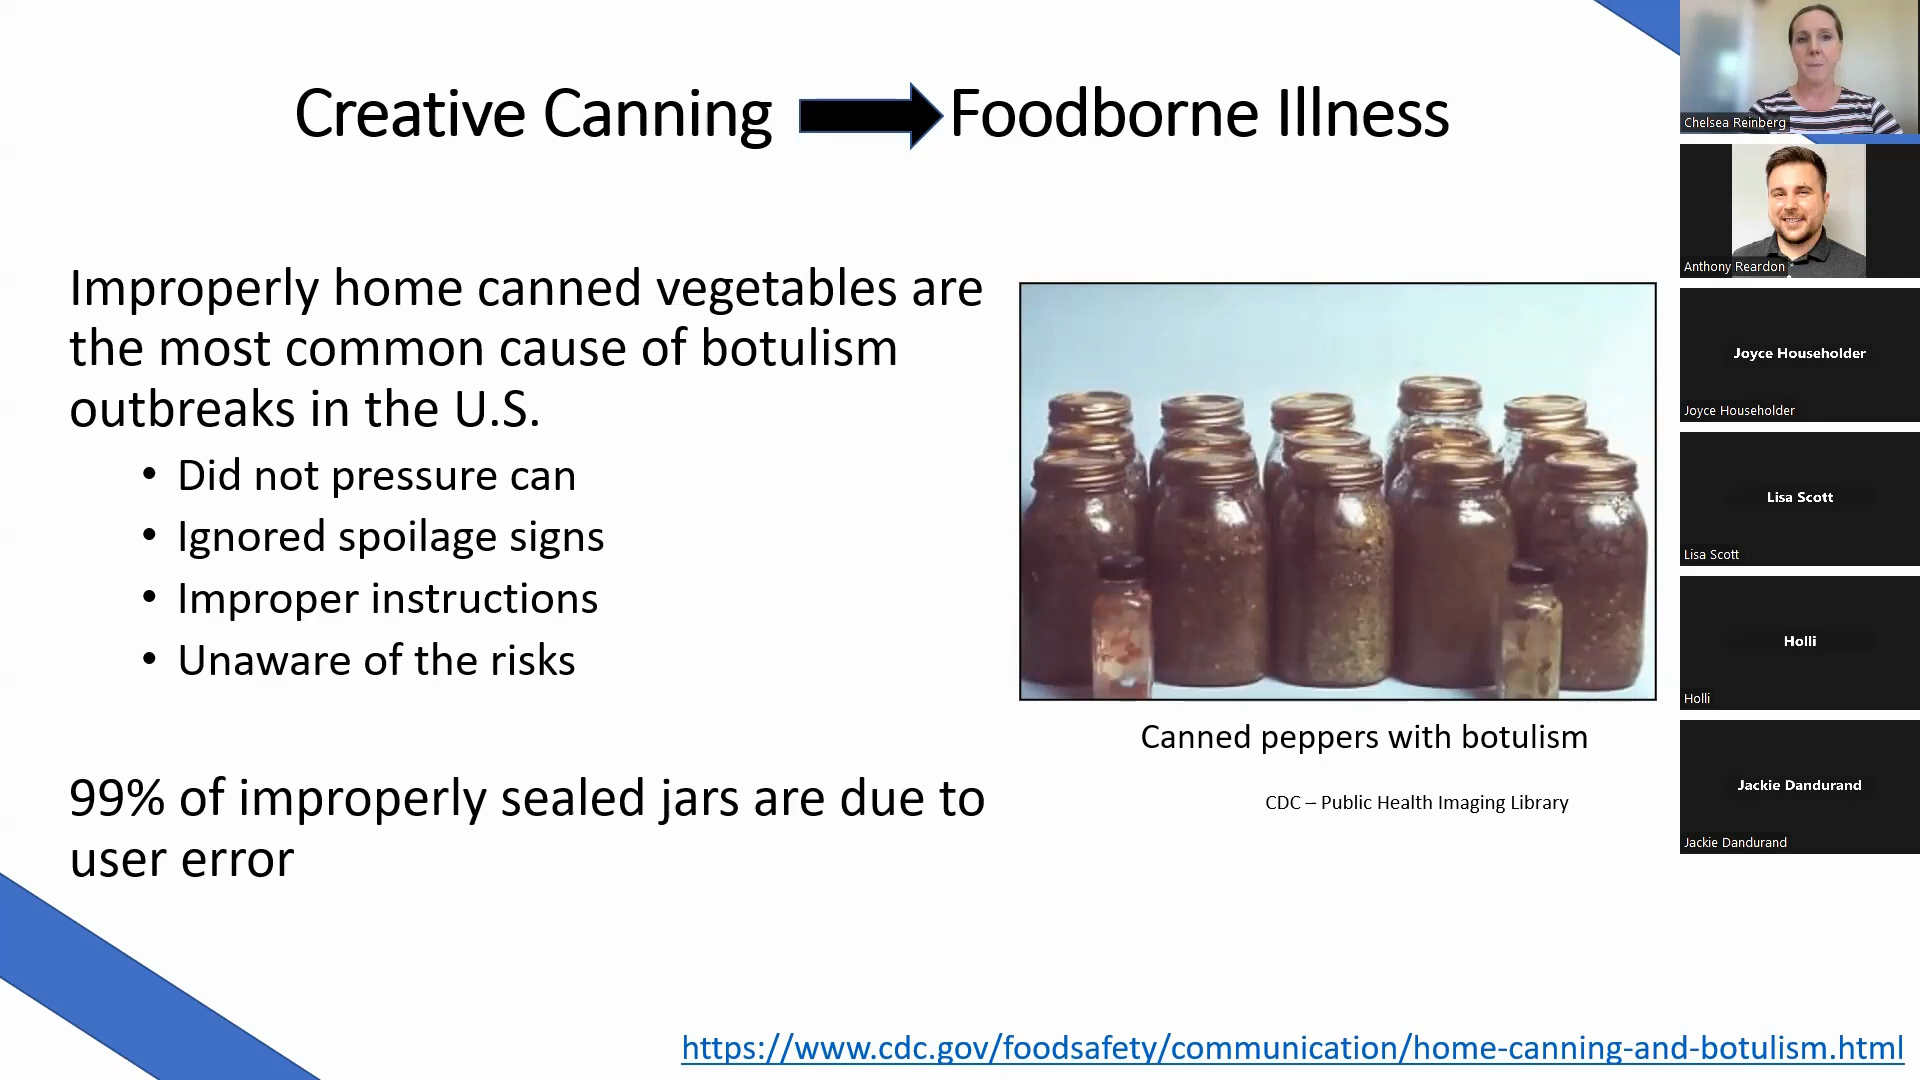 Creative Canning Foodborne Illness
Improperly home canned vegetables are
the most common cause of botulism
outbreaks in the U.S.
• Did not pressure can
• Ignored spoilage signs
• Improper instructions
• Unaware of the risks
99% of improperly sealed jars are due to
user error
Canned peppers with botulism
CDC – Public Health Imaging Library
https://www.cdc.gov/foodsafety/communication/home-canning-and-botulism.html
Chelsea Reinberg
Anthony Reardon
Joyce Householder
Joyce Householder
Lisa Scott
Lisa Scott
Holli
Holli
Jackie Dandurand
Jackie Dandurand